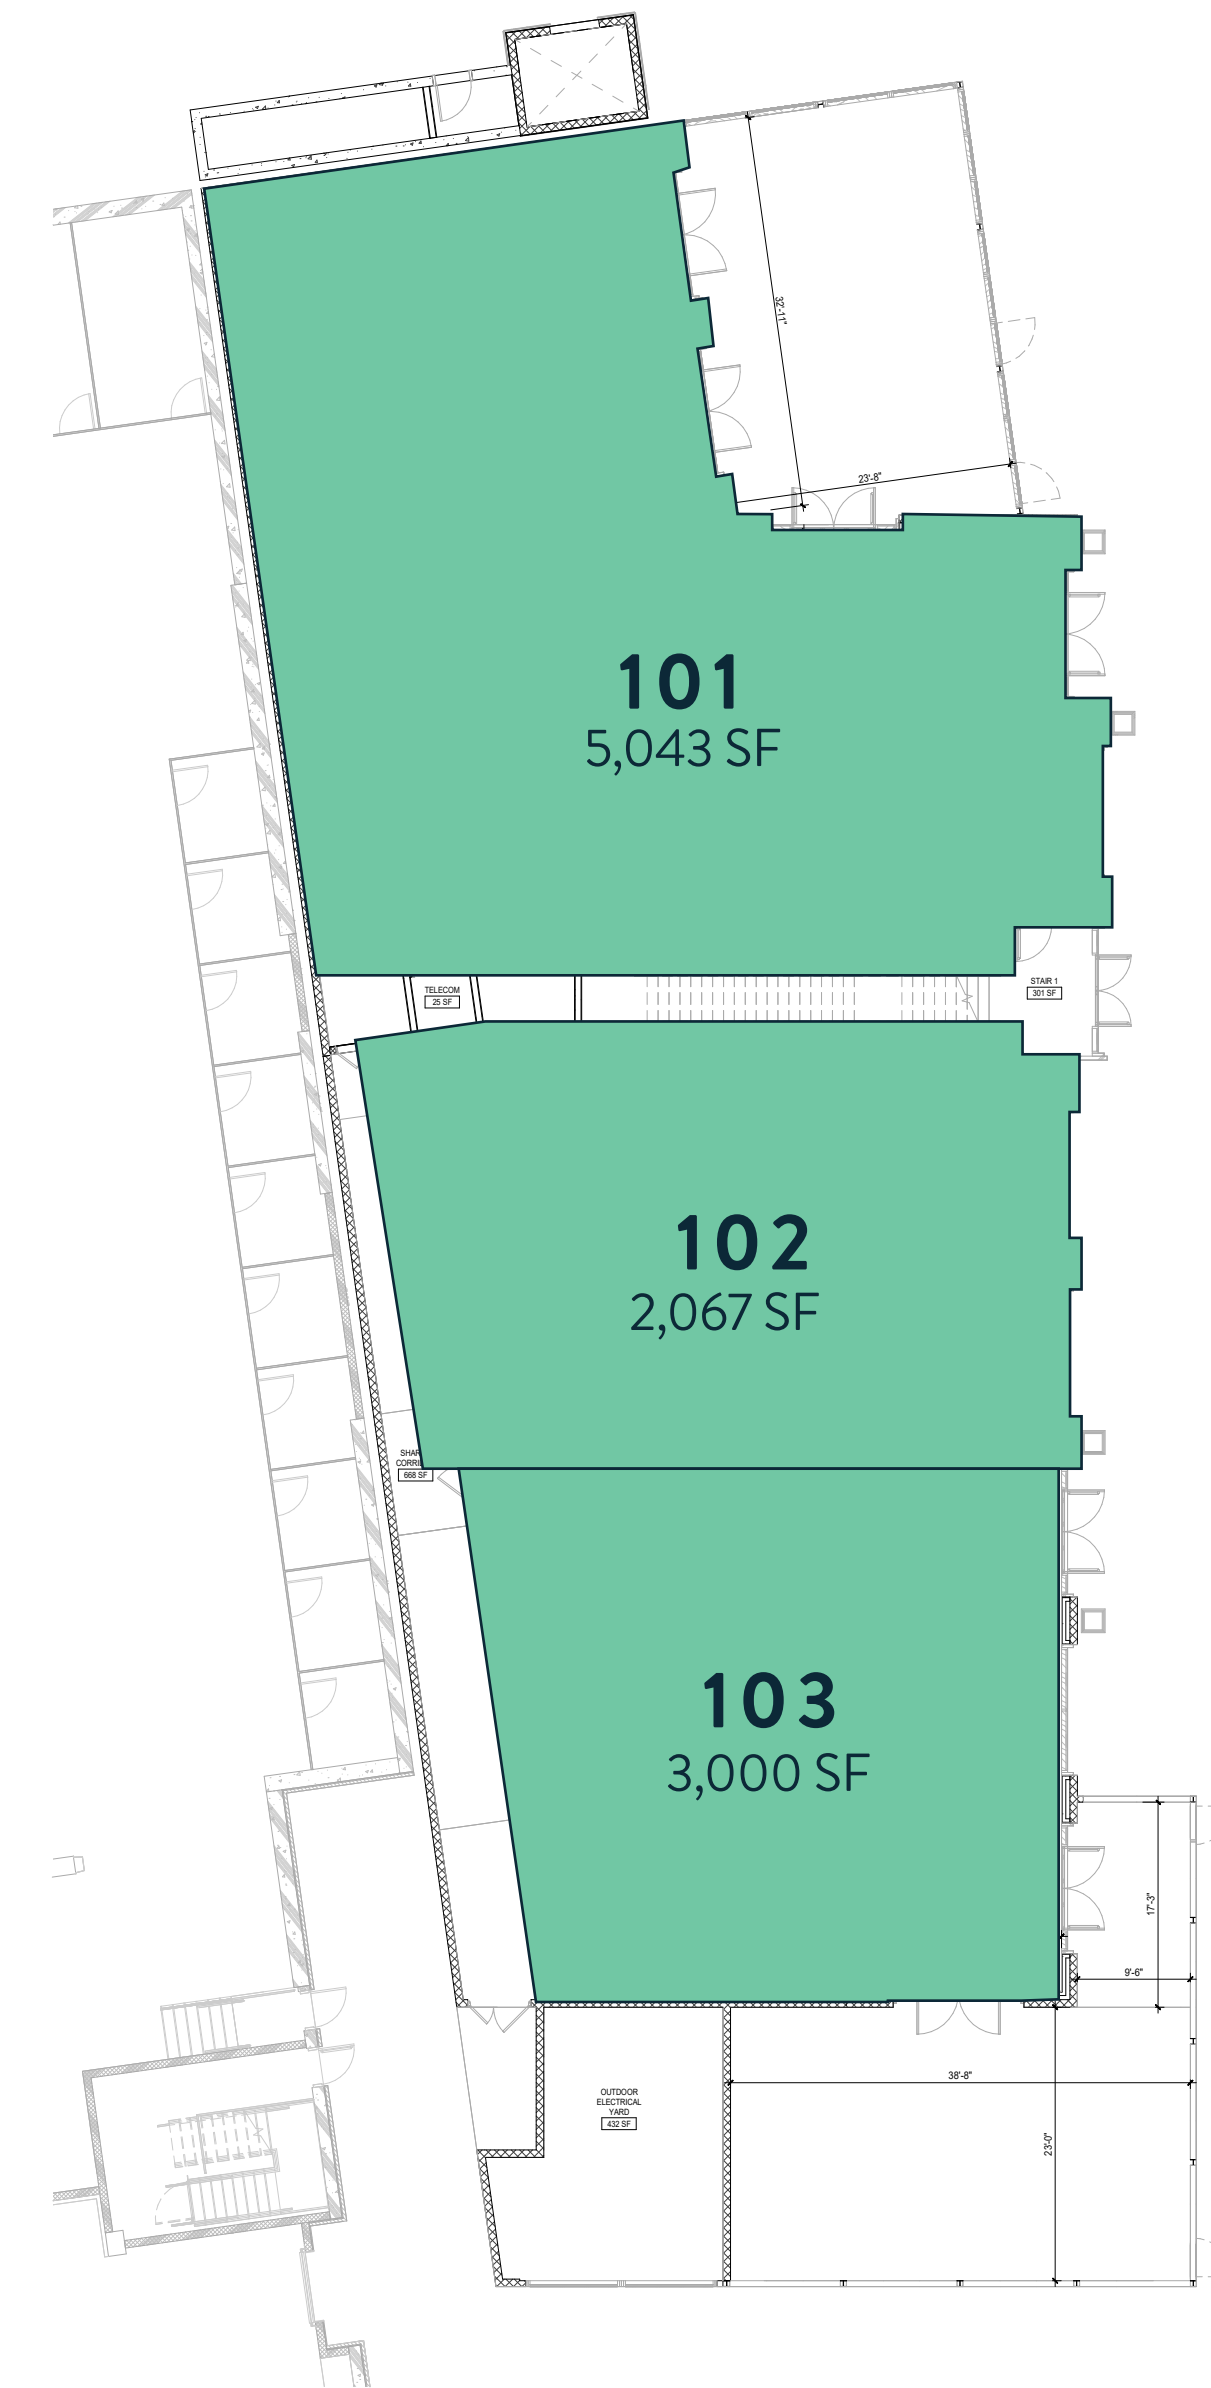 32'-11"
23'-8"
101
5,043 SF
TELECOM
25 SF
STAIR 1
301 SF
102
2,067 SF
SHAR
CORRI
668 SF
103
3,000 SF
17'-3"
9'-6"
38'-8"
OUTDOOR
ELECTRICAL
YARD
432 SF
23'-0"